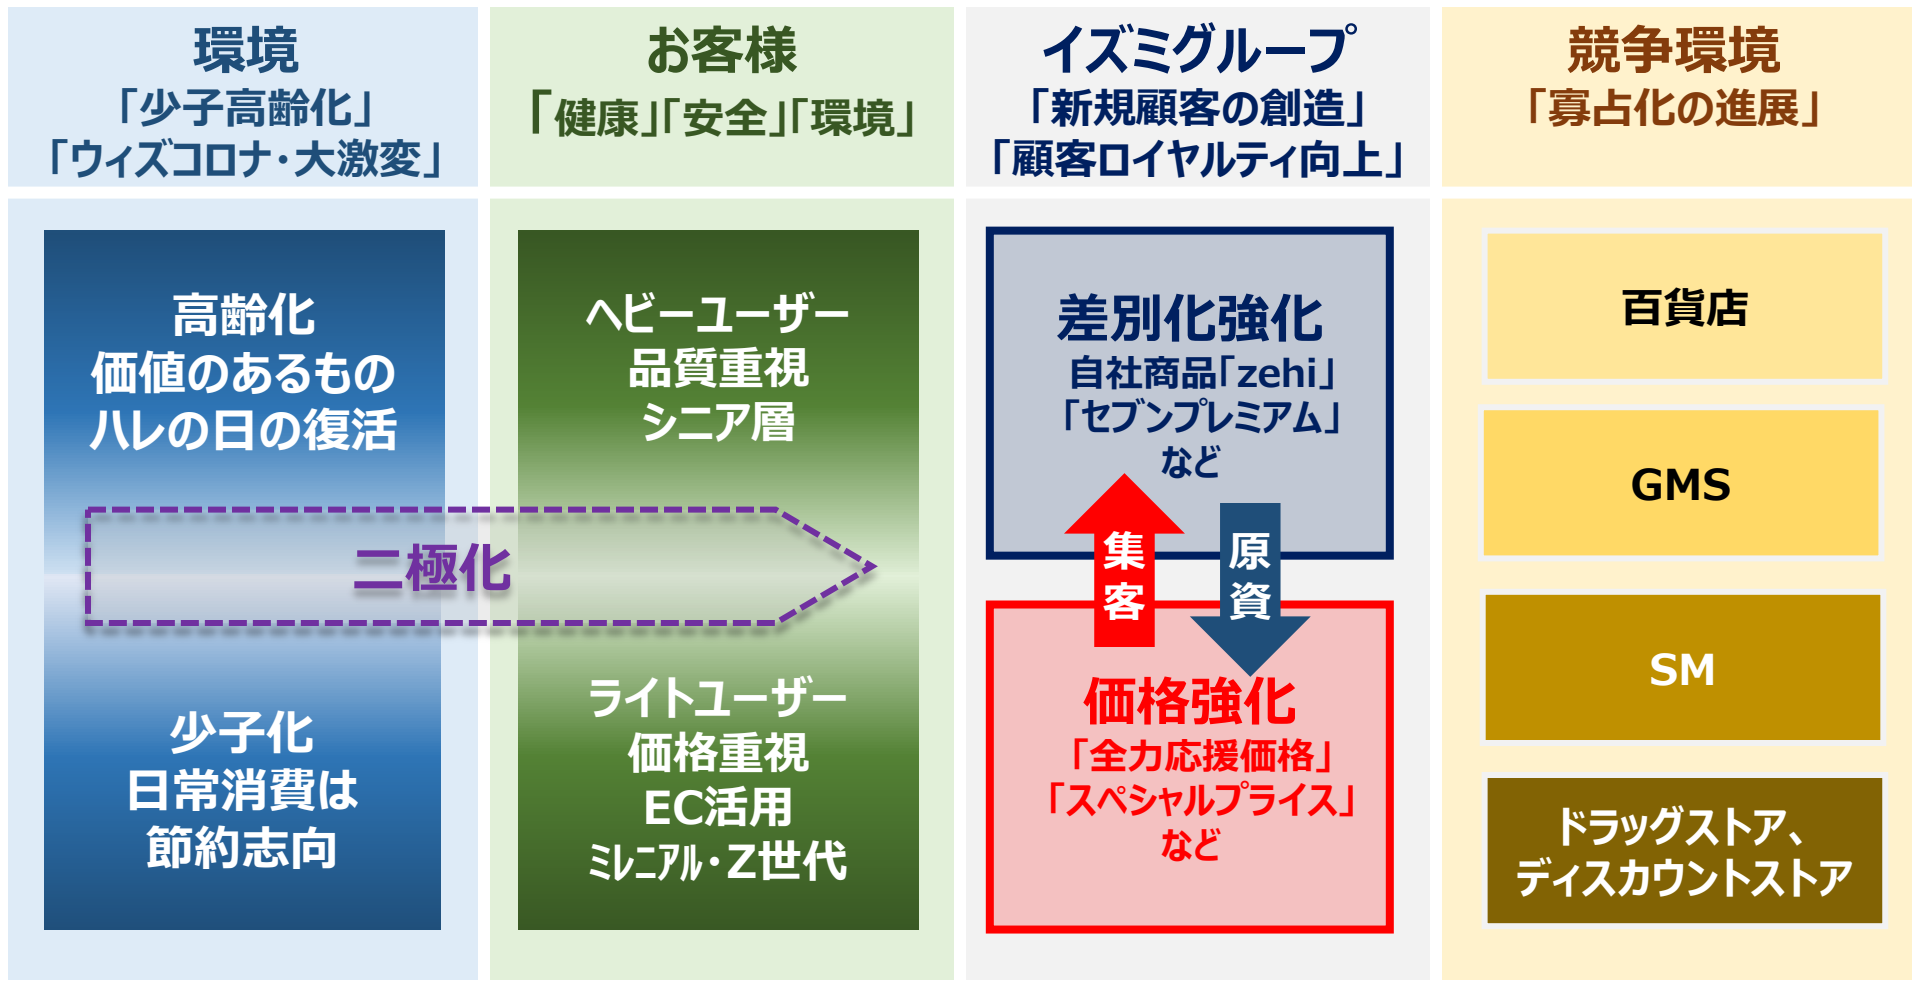 環境
「少子高齢化」
「ウィズコロナ・大激変」
お客様
「健康」「安全」「環境」
イズミグループ
「新規顧客の創造」
「顧客ロイヤルティ向上」
競争環境
「寡占化の進展」
高齢化
価値のあるもの
ハレの日の復活
二極化
少子化
日常消費は
節約志向
ヘビーユーザー
品質重視
シニア層
ライトユーザー
価格重視
EC活用
ミレニアル・Z世代
差別化強化
自社商品「zehi」
「セブンプレミアム」
など
集客
原資
価格強化
「全力応援価格」
「スペシャルプライス」
など
百貨店
GMS
SM
ドラッグストア、
ディスカウントストア